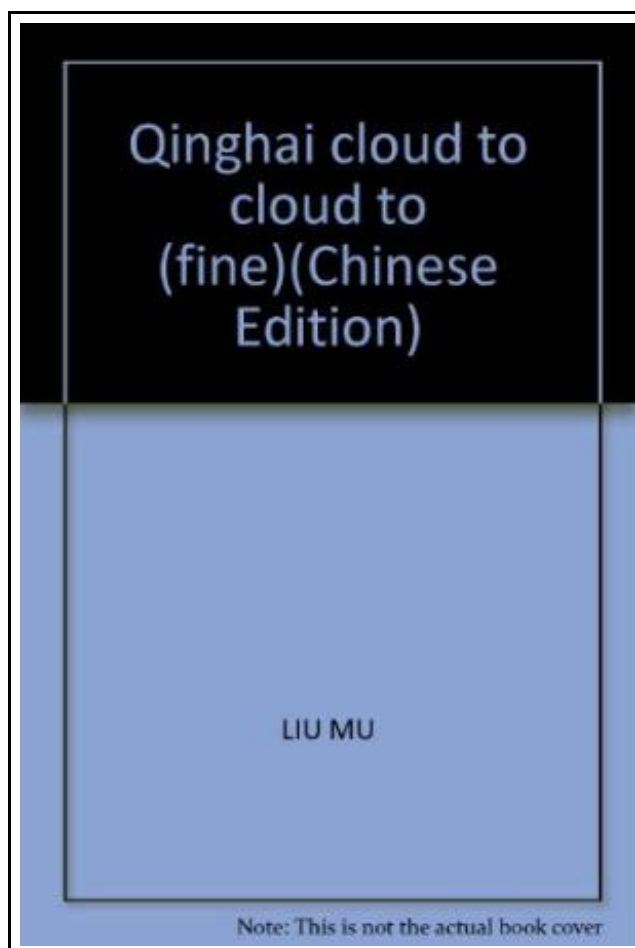 Qinghai cloud to
cloud to
(fine)(Chinese
Edition)
LIU MU
Note: This is not the actual book cover